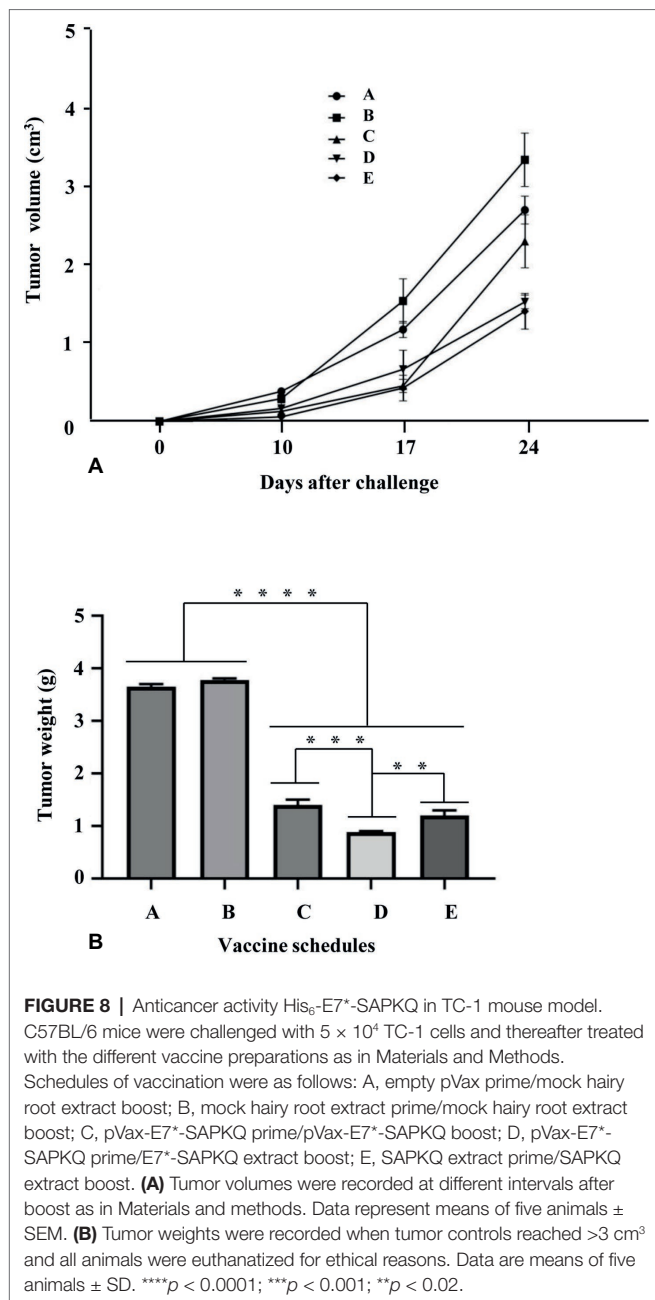 5
4
3
2
1
0
Tumor volume (cm³)
A
B
C
D
E
0 10 17 24
A
Days after challenge
5
4
3
2
1
0
Tumor weight (g)
* * * *
* * *
* *
A B C D E
B
Vaccine schedules
FIGURE 8 | Anticancer activity His₆-E7*-SAPKQ in TC-1 mouse model.
C57BL/6 mice were challenged with 5 × 10⁴ TC-1 cells and thereafter treated
with the different vaccine preparations as in Materials and Methods.
Schedules of vaccination were as follows: A, empty pVax prime/mock hairy
root extract boost; B, mock hairy root extract prime/mock hairy root extract
boost; C, pVax-E7*-SAPKQ prime/pVax-E7*-SAPKQ boost; D, pVax-E7*-
SAPKQ prime/E7*-SAPKQ extract boost; E, SAPKQ extract prime/SAPKQ
extract boost. (A) Tumor volumes were recorded at different intervals after
boost as in Materials and methods. Data represent means of five animals ±
SEM. (B) Tumor weights were recorded when tumor controls reached >3 cm³
and all animals were euthanatized for ethical reasons. Data are means of five
animals ± SD. ****p < 0.0001; ***p < 0.001; **p < 0.02.